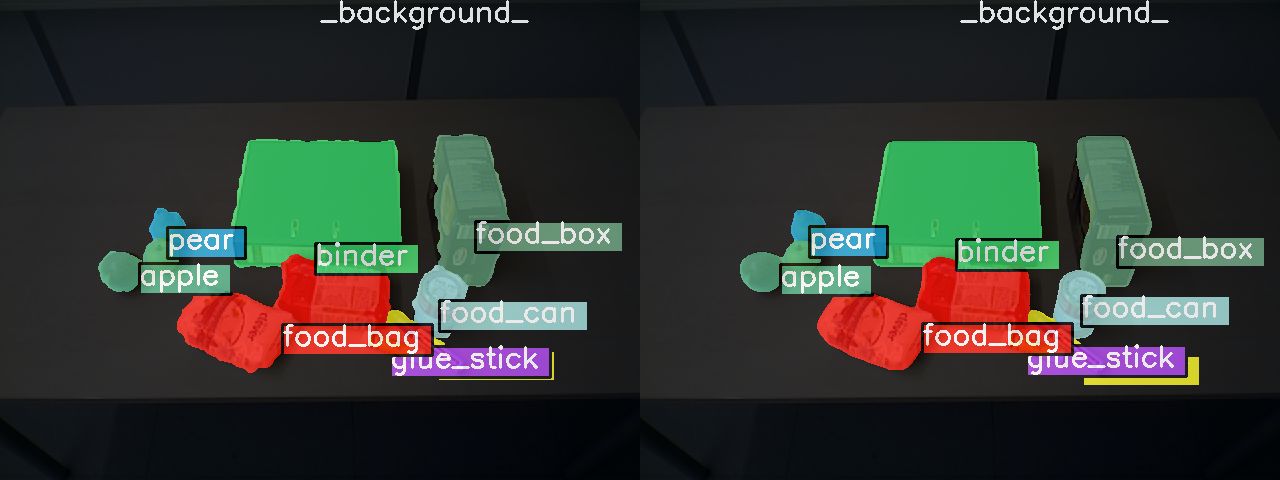 _background_ _background_
pear pear
food_box food_box
binder binder
apple apple
food_can food_can
food_bag food_bag
glue_stick glue_stick